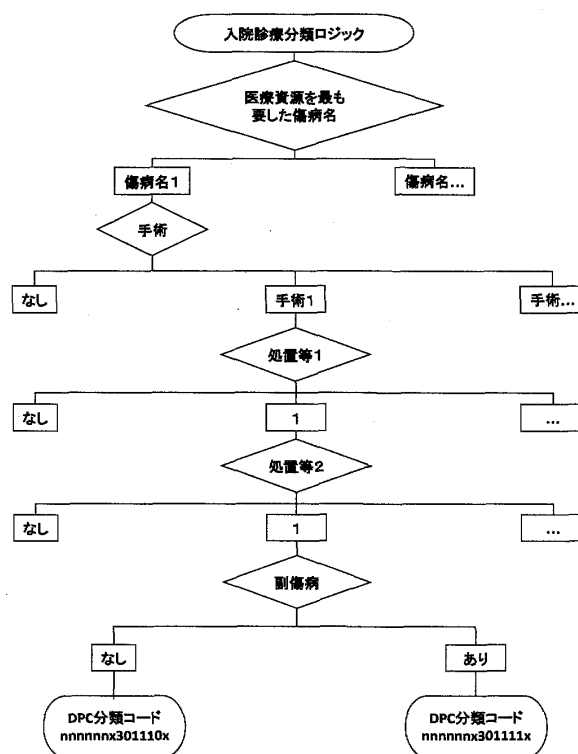 入院診療分類ロジック
医療資源を最も
要した傷病名
傷病名1
傷病名...
手術
なし
手術1
手術...
処置等1
なし
1
...
処置等2
なし
1
...
副傷病
なし
あり
DPC分類コード
nnnnnnx301110x
DPC分類コード
nnnnnnx301111x